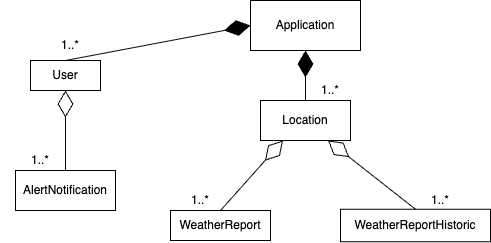 Application
1..*
User
1..*
Location
1..*
AlertNotification
1..*
1..*
WeatherReport
WeatherReportHistoric